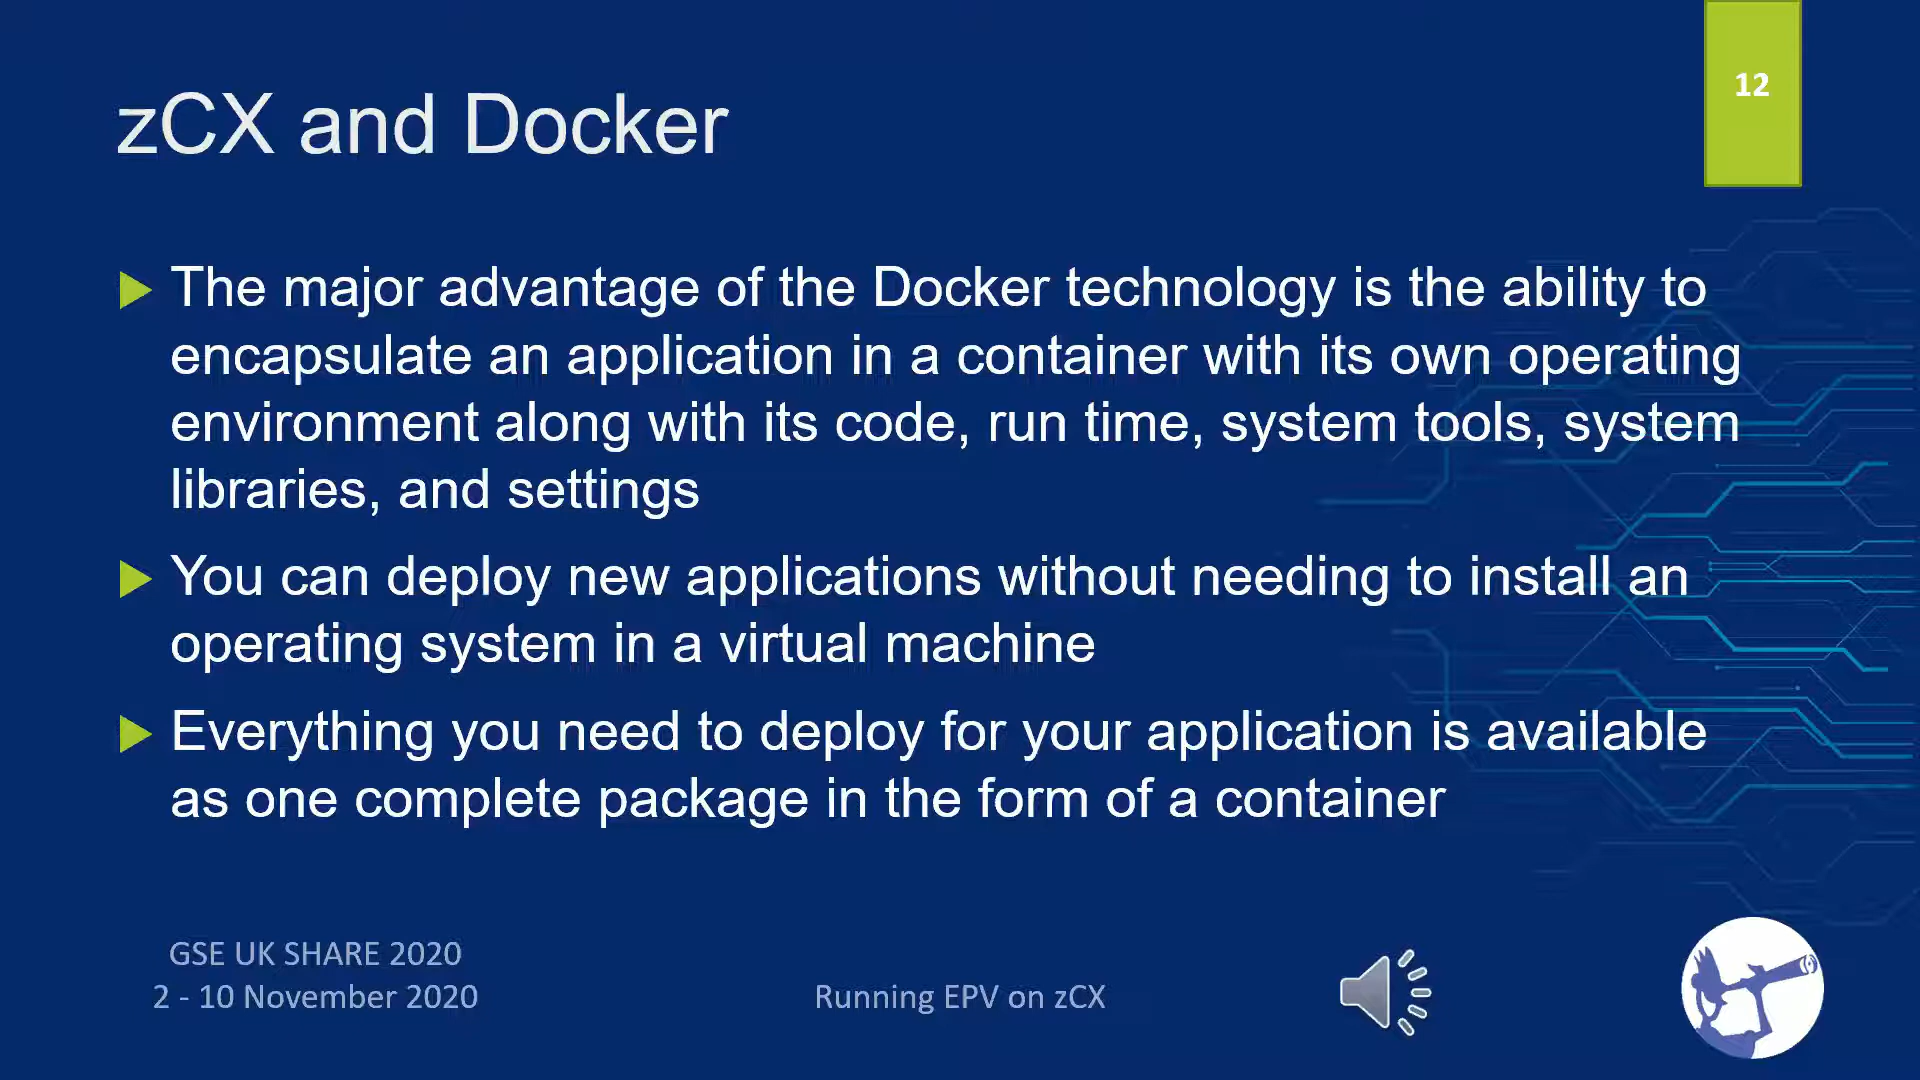 12
zCX and Docker
The major advantage of the Docker technology is the ability to
encapsulate an application in a container with its own operating
environment along with its code, run time, system tools, system
libraries, and settings
You can deploy new applications without needing to install an
operating system in a virtual machine
Everything you need to deploy for your application is available
as one complete package in the form of a container
GSE UK SHARE 2020
2 - 10 November 2020
Running EPV on zCX